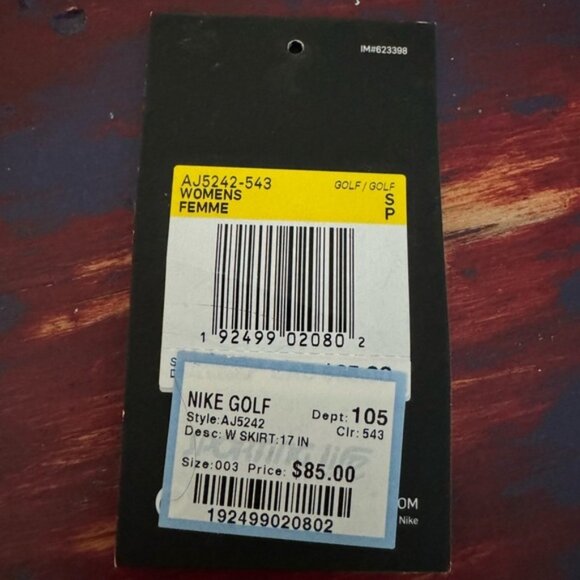 IM#623398
AJ5242-543 GOLF / GOLF
WOMENS S
FEMME P
1 92499 02080 2
NIKE GOLF Dept: 105
Style:AJ5242
Desc: W SKIRT:17 IN Clr: 543
Size:003 Price: $85.00
192499020802
OM
Nike